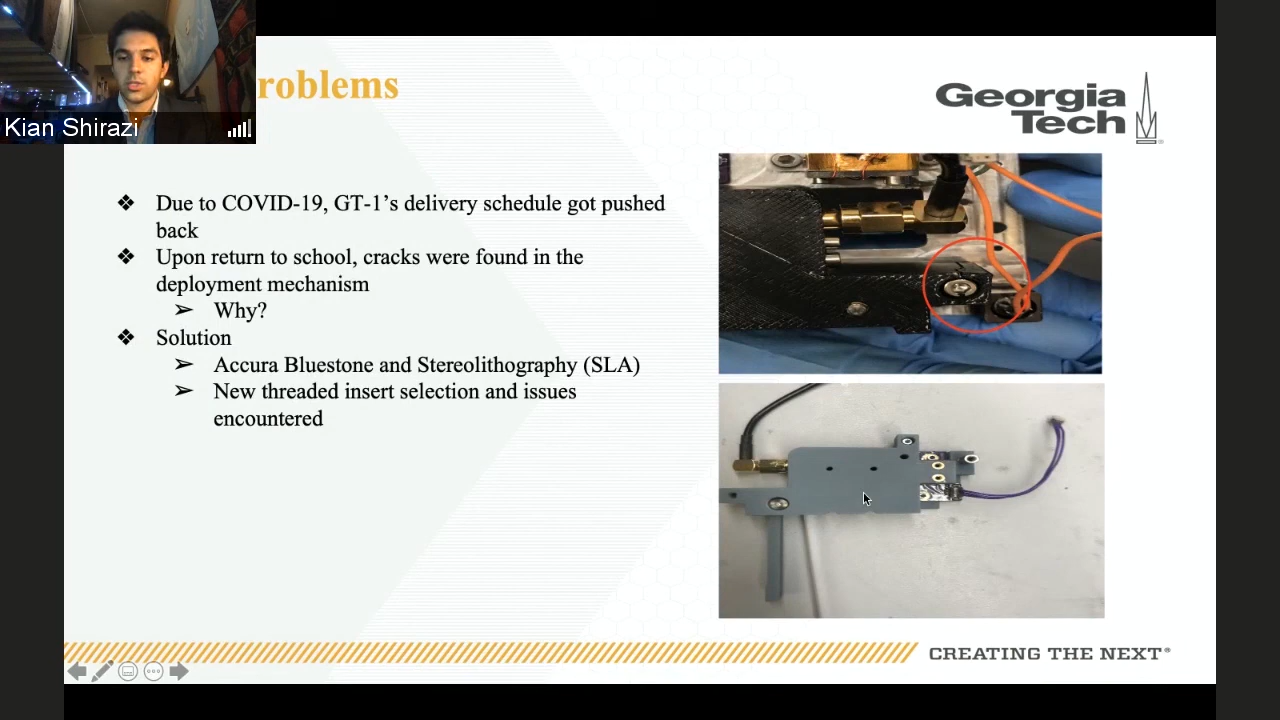 roblems
Georgia
Tech
Kian Shirazi
❖ Due to COVID-19, GT-1’s delivery schedule got pushed
back
❖ Upon return to school, cracks were found in the
deployment mechanism
➢ Why?
❖ Solution
➢ Accura Bluestone and Stereolithography (SLA)
➢ New threaded insert selection and issues
encountered
CREATING THE NEXT®